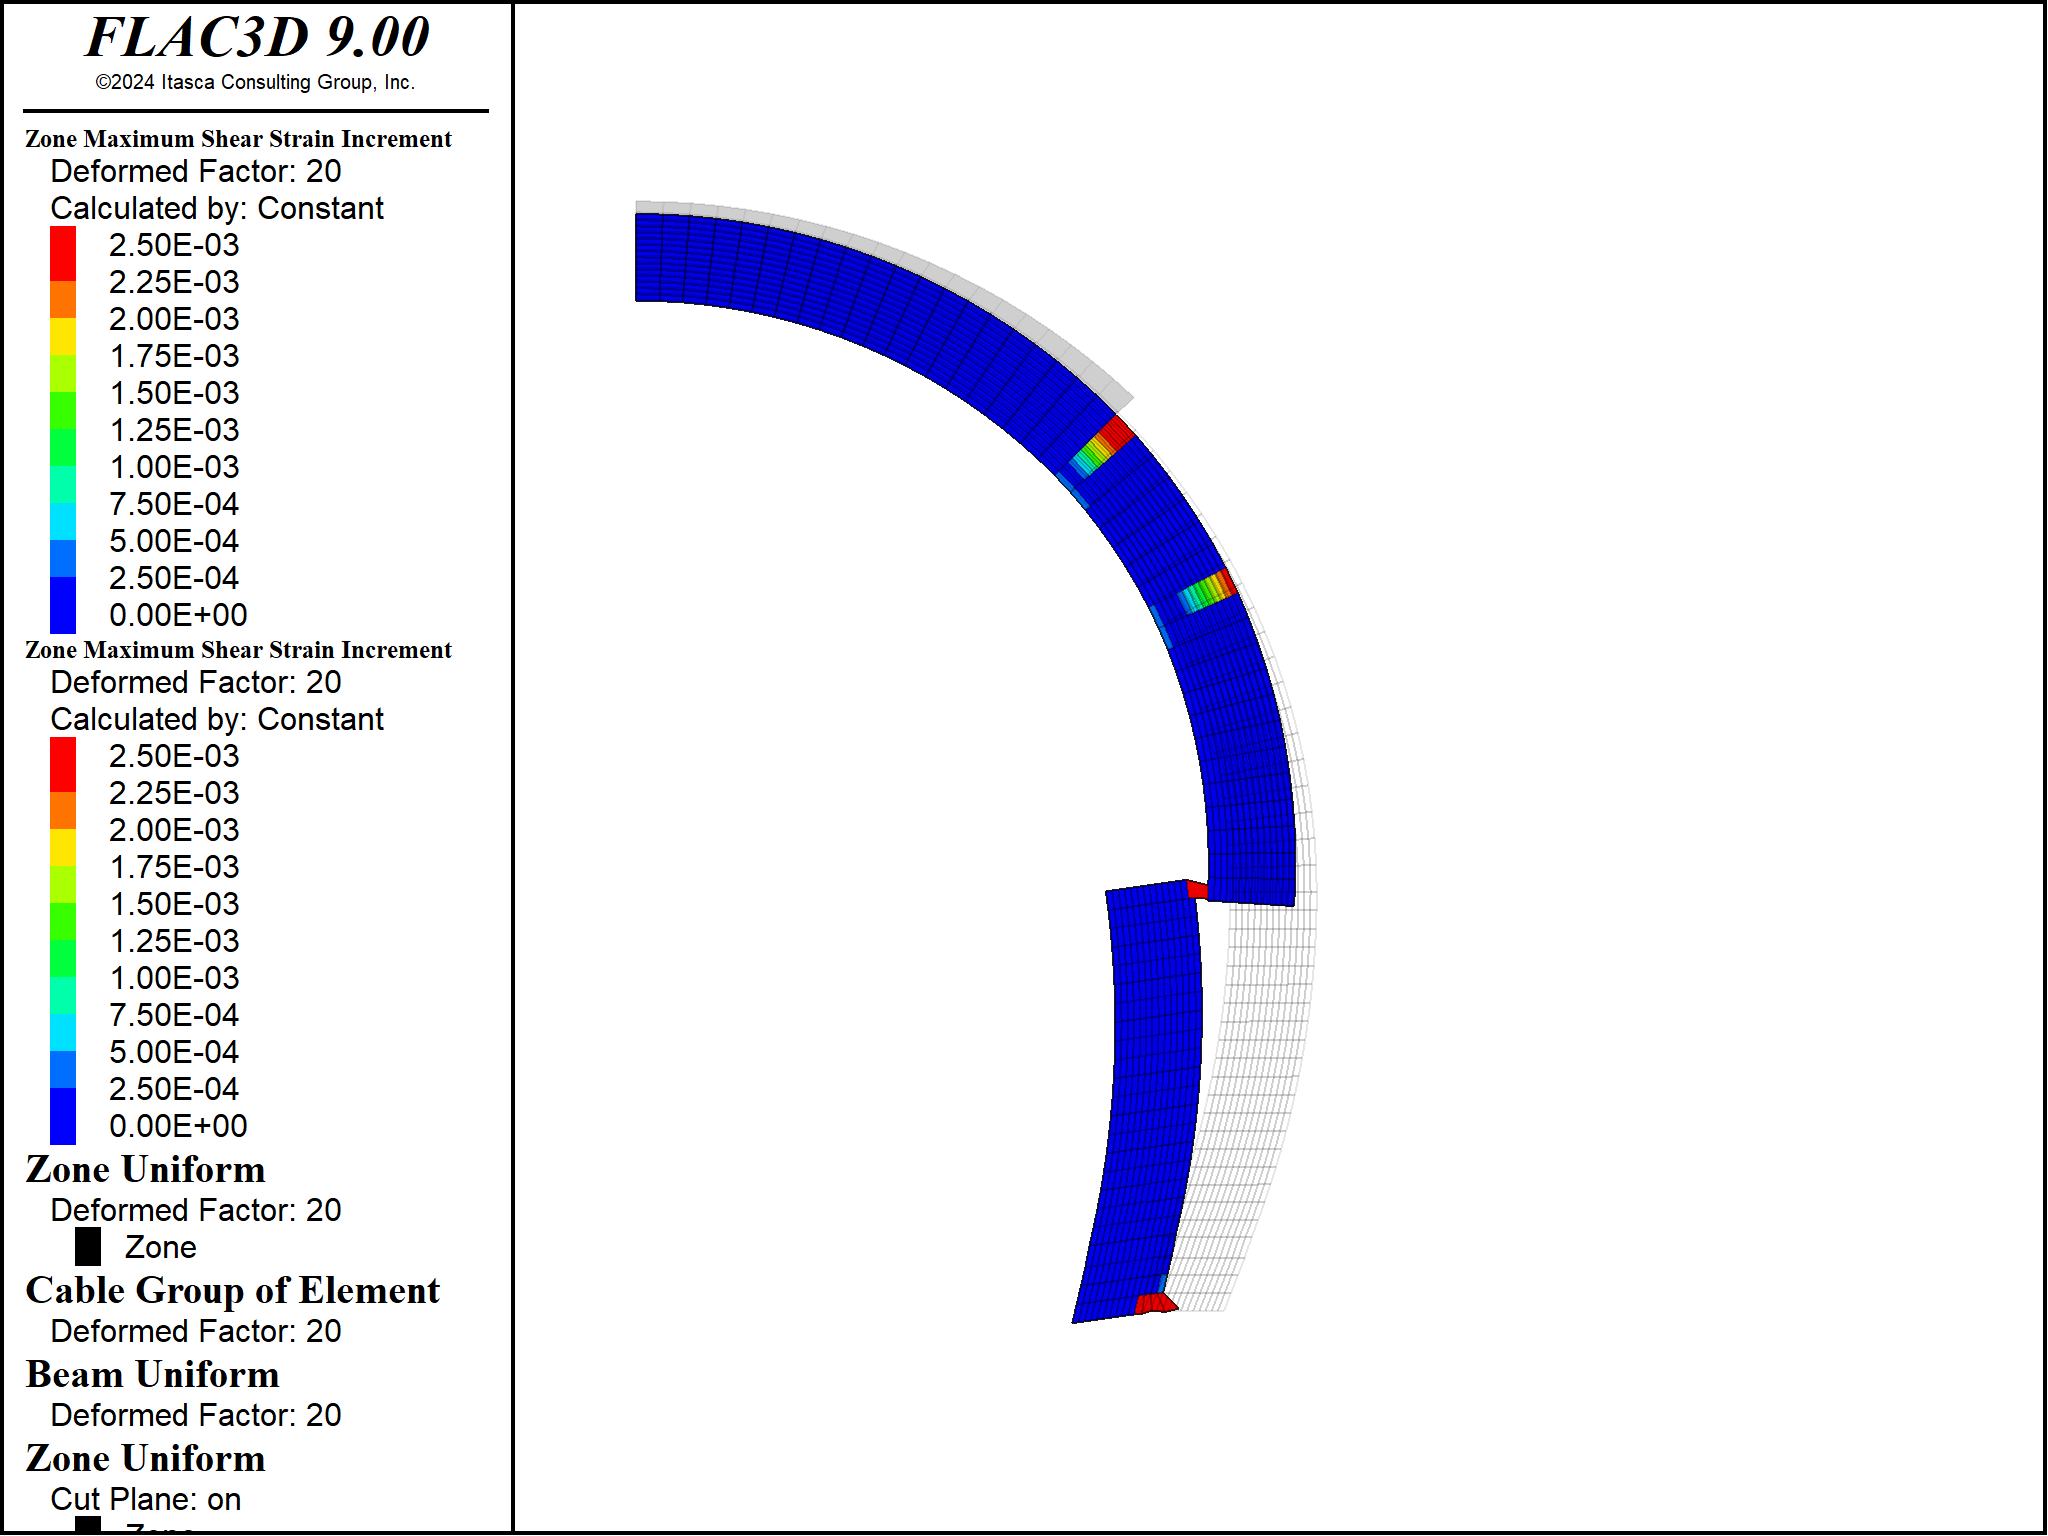 FLAC3D 9.00
©2024 Itasca Consulting Group, Inc.
Zone Maximum Shear Strain Increment
Deformed Factor: 20
Calculated by: Constant
2.50E-03
2.25E-03
2.00E-03
1.75E-03
1.50E-03
1.25E-03
1.00E-03
7.50E-04
5.00E-04
2.50E-04
0.00E+00
Zone Maximum Shear Strain Increment
Deformed Factor: 20
Calculated by: Constant
2.50E-03
2.25E-03
2.00E-03
1.75E-03
1.50E-03
1.25E-03
1.00E-03
7.50E-04
5.00E-04
2.50E-04
0.00E+00
Zone Uniform
Deformed Factor: 20
Zone
Cable Group of Element
Deformed Factor: 20
Beam Uniform
Deformed Factor: 20
Zone Uniform
Cut Plane: on